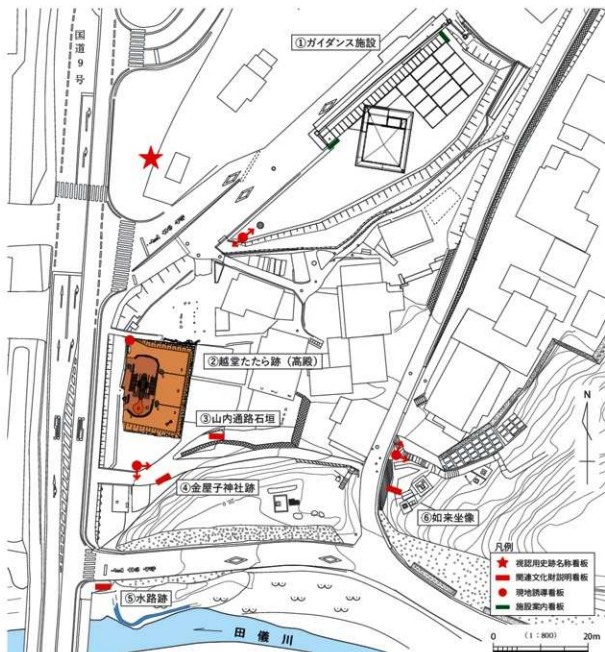 ①ガイダンス施設
国道9号
②越堂たたら跡（高殿）
③山内通路石垣
④金屋子神社跡
⑥如来坐像
⑤水路跡
田儀川
N
凡例
視認用史跡名称看板
関連文化財説明看板
現地誘導看板
施設案内看板
0 (1：800) 20m